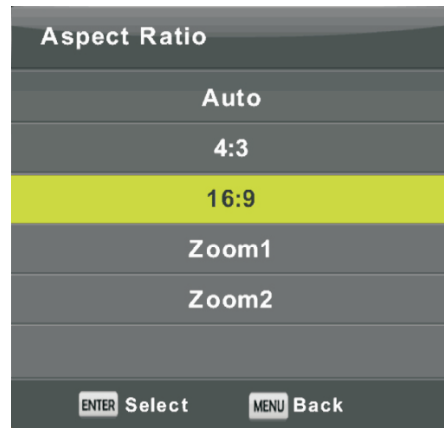 Aspect Ratio
Auto
4:3
16:9
Zoom1
Zoom2
ENTER Select MENU Back